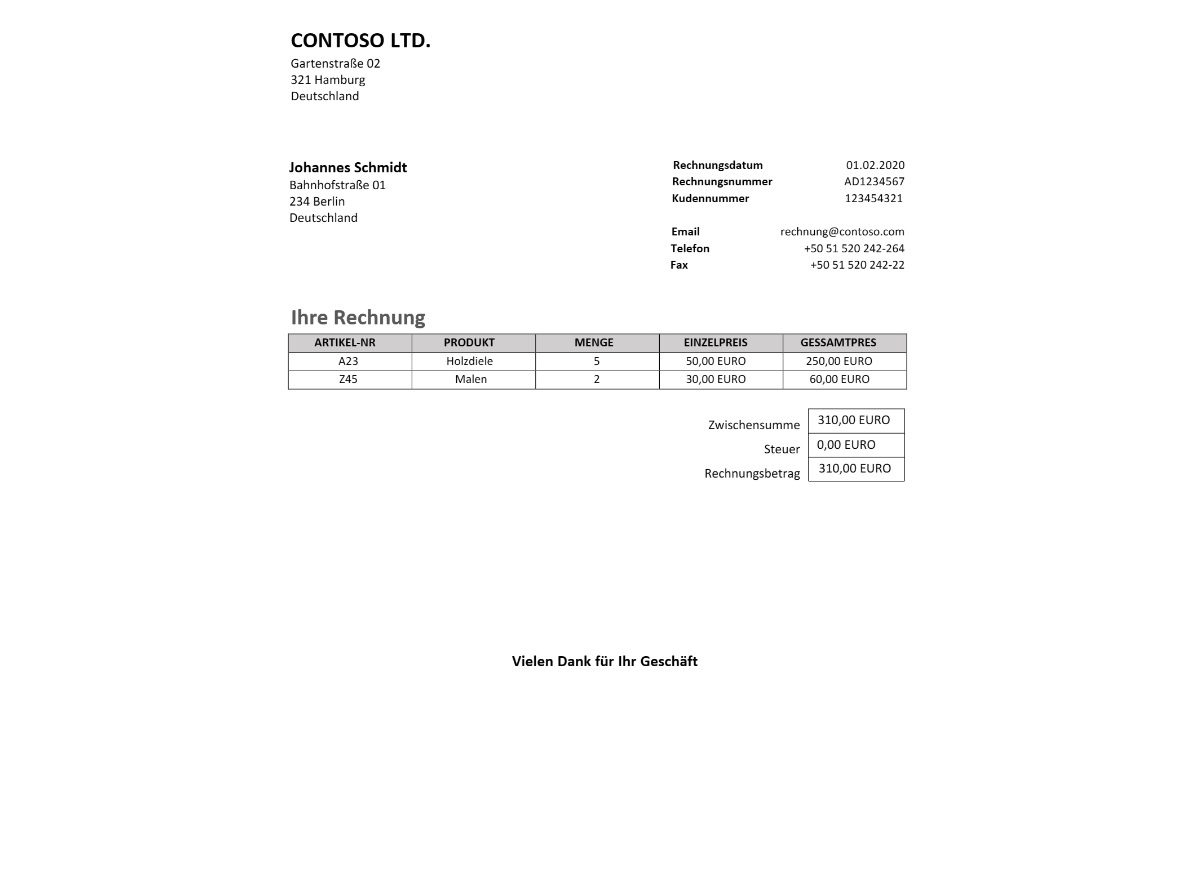 CONTOSO LTD.
Gartenstraße 02
321 Hamburg
Deutschland
Johannes Schmidt
Bahnhofstraße 01
234 Berlin
Deutschland
Rechnungsdatum 01.02.2020
Rechnungsnummer AD1234567
Kudennummer 123454321
Email rechnung@contoso.com
Telefon +50 51 520 242-264
Fax +50 51 520 242-22
Ihre Rechnung
ARTIKEL-NR PRODUKT MENGE EINZELPREIS GESSAMTPRES
A23 Holzdiele 5 50,00 EURO 250,00 EURO
Z45 Malen 2 30,00 EURO 60,00 EURO
Zwischensumme 310,00 EURO
Steuer 0,00 EURO
Rechnungsbetrag 310,00 EURO
Vielen Dank für Ihr Geschäft